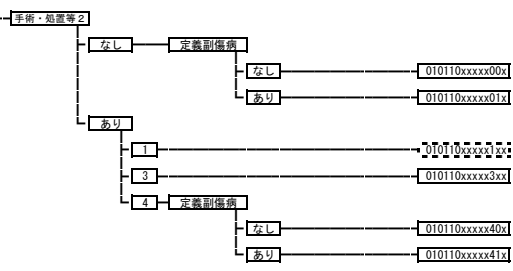 手術・処置等２
なし 定義副傷病
なし 010110xxxxx00x
あり 010110xxxxx01x
あり
1 010110xxxxx1xx
3 010110xxxxx3xx
4 定義副傷病
なし 010110xxxxx40x
あり 010110xxxxx41x